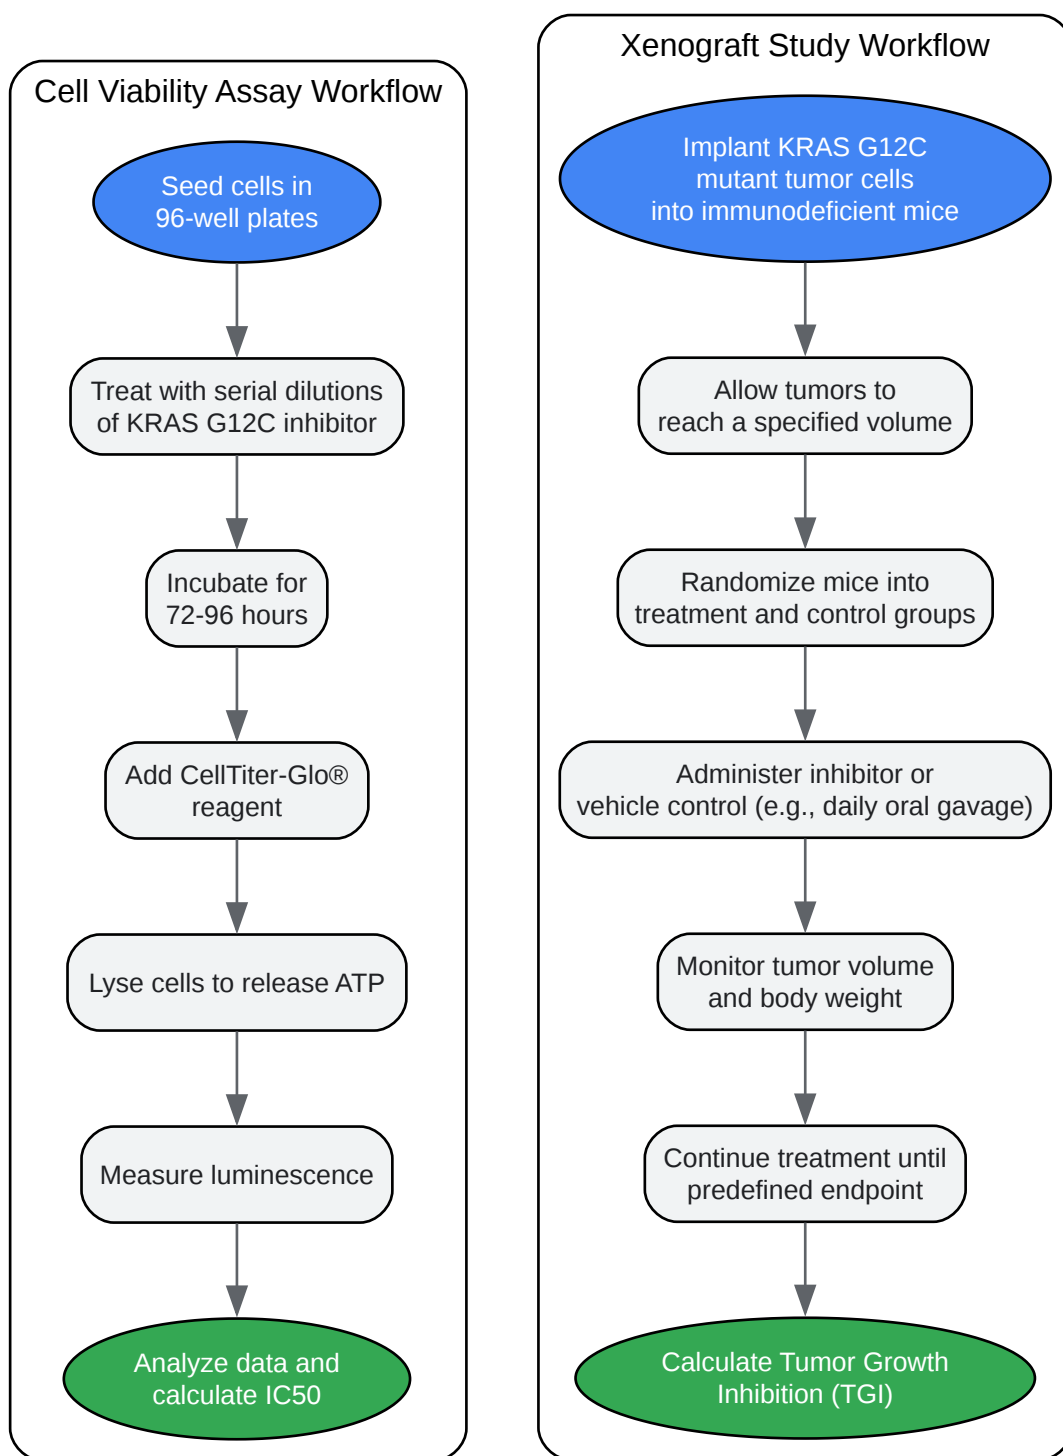 Cell Viability Assay Workflow
Seed cells in
96-well plates
Treat with serial dilutions
of KRAS G12C inhibitor
Incubate for
72-96 hours
Add CellTiter-Glo®
reagent
Lyse cells to release ATP
Measure luminescence
Analyze data and
calculate IC50
Xenograft Study Workflow
Implant KRAS G12C
mutant tumor cells
into immunodeficient mice
Allow tumors to
reach a specified volume
Randomize mice into
treatment and control groups
Administer inhibitor or
vehicle control (e.g., daily oral gavage)
Monitor tumor volume
and body weight
Continue treatment until
predefined endpoint
Calculate Tumor Growth
Inhibition (TGI)